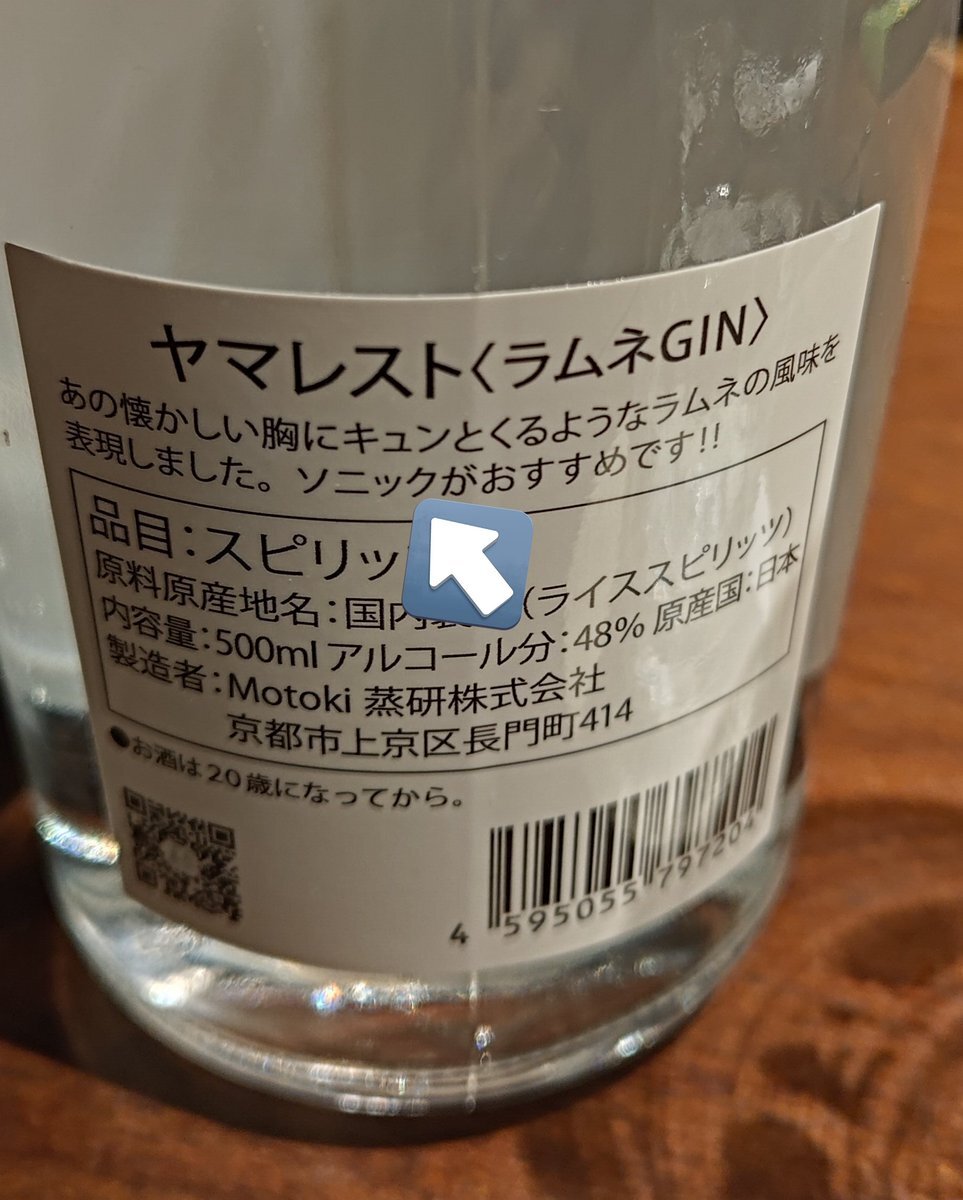 ヤマレスト〈ラムネGIN〉
あの懐かしい胸にキュンとくるようなラムネの風味を
表現しました。ソニックがおすすめです!!
品目：スピリッ
原料原産地名：国内 （ライススピリッツ）
内容量：500ml アルコール分：48% 原産国：日本
製造者：Motoki 蒸研株式会社
京都市上京区長門町414
●お酒は20歳になってから。
4 595055 797204